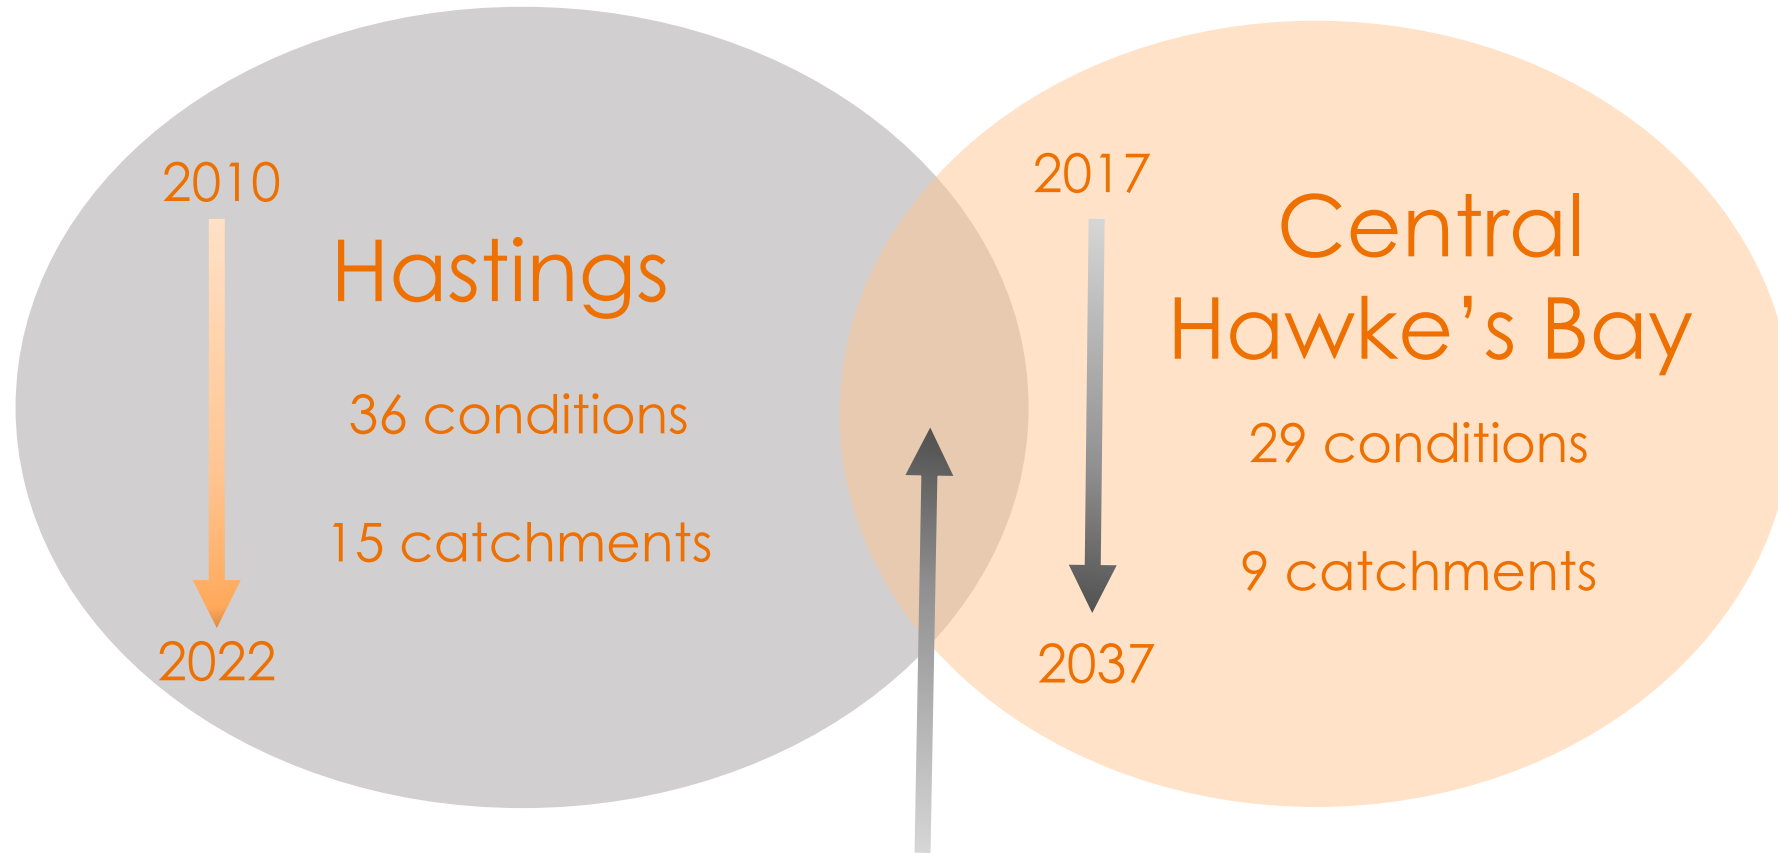 2010
Hastings
36 conditions
15 catchments
2022
2017
Central
Hawke’s Bay
29 conditions
9 catchments
2037